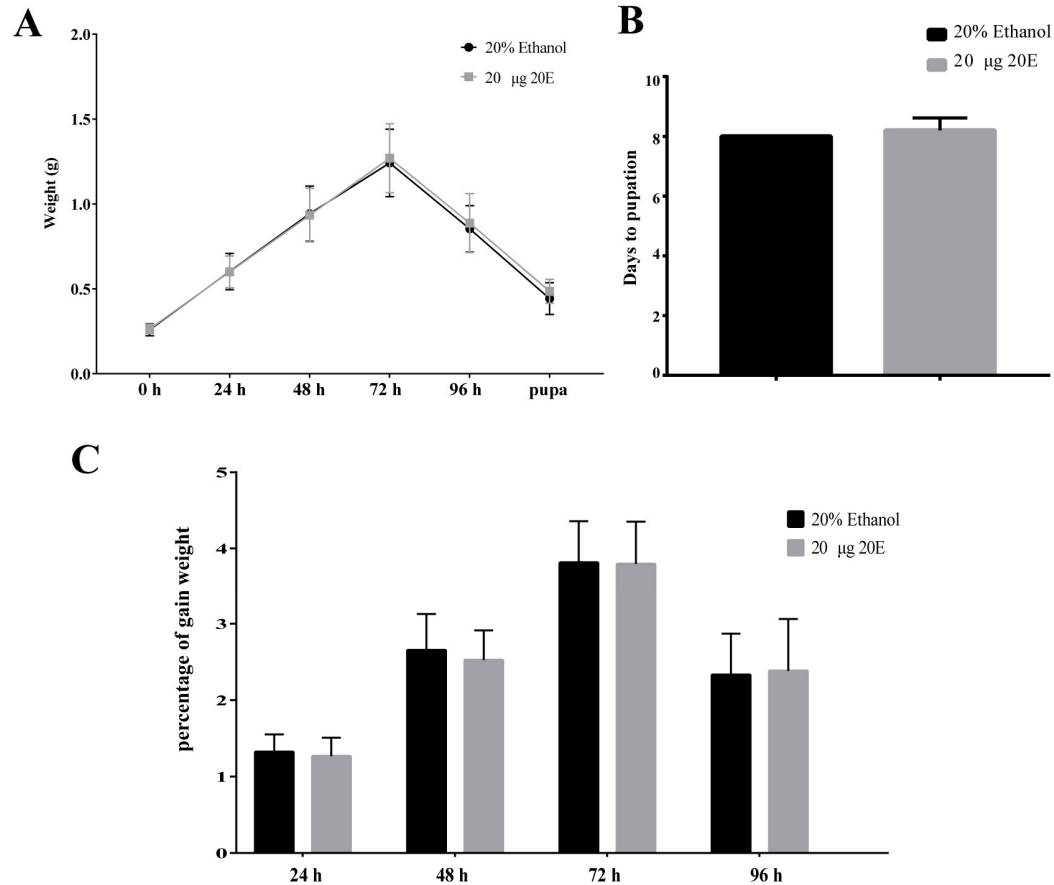 A
2.0
1.5
1.0
0.5
0.0
Weight (g)
20% Ethanol
20 μg 20E
0 h
24 h
48 h
72 h
96 h
pupa
B
20% Ethanol
20 μg 20E
10
8
6
4
2
0
Days to pupation
C
5
4
3
2
1
0
percentage of gain weight
20% Ethanol
20 μg 20E
24 h
48 h
72 h
96 h